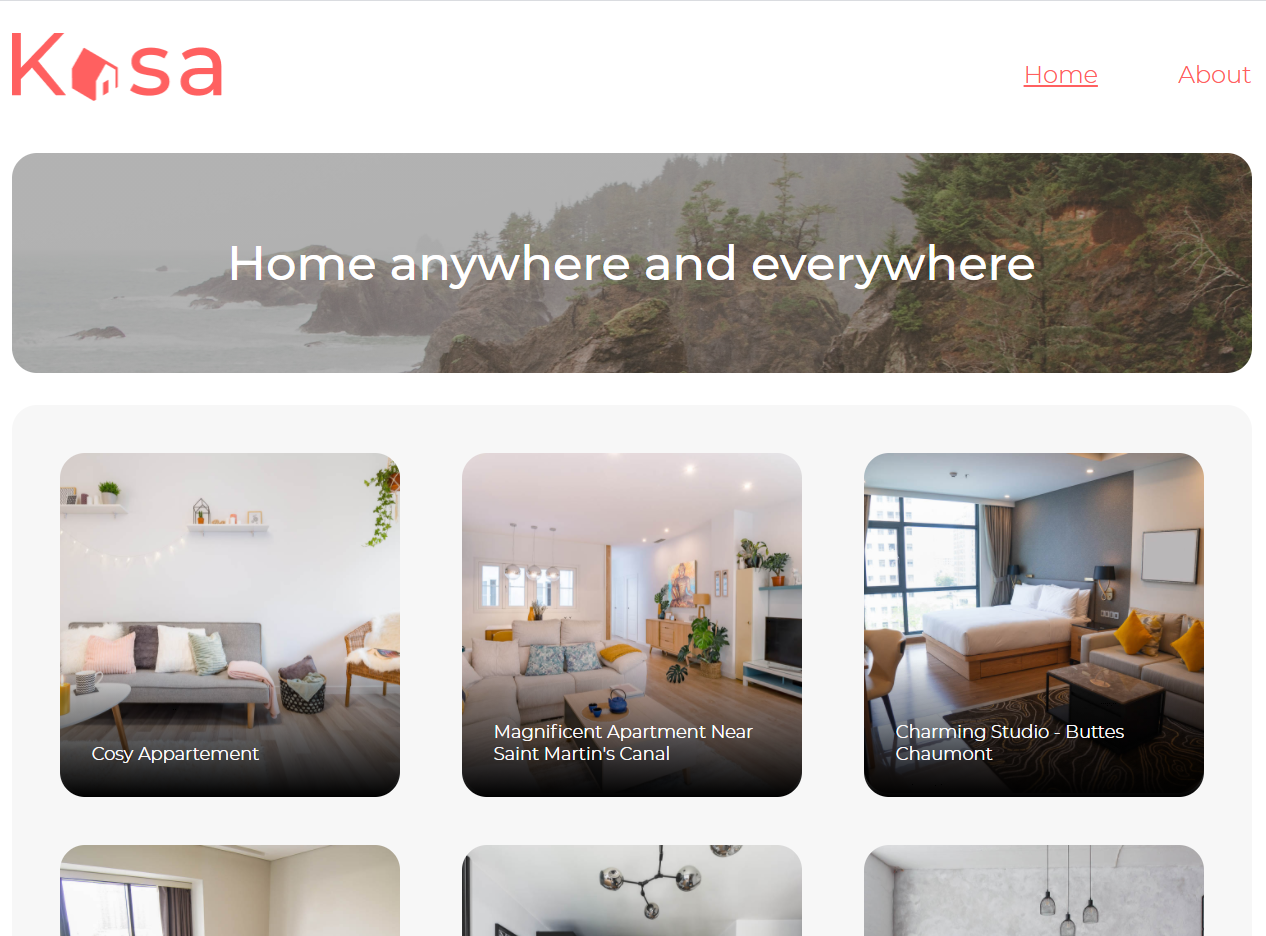 Kasa
Home
About
Home anywhere and everywhere
Cosy Appartement
Magnificent Apartment Near
Saint Martin's Canal
Charming Studio - Buttes
Chaumont